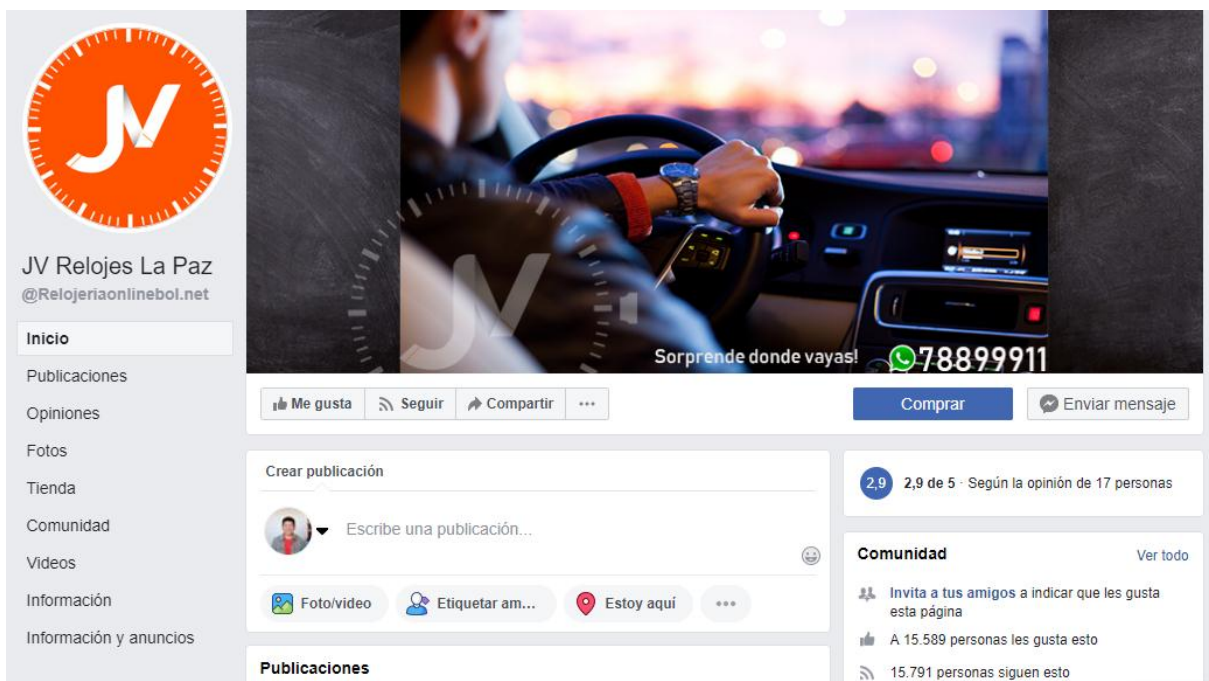 JV
JV Relojes La Paz
@Relojeriaonlinebol.net
Inicio
Publicaciones
Opiniones
Fotos
Tienda
Comunidad
Videos
Información
Información y anuncios
JV
Sorprende donde vayas!
78899911
Me gusta
Seguir
Compartir
Comprar
Enviar mensaje
Crear publicación
Escribe una publicación...
Foto/video
Etiquetar am...
Estoy aquí
Publicaciones
2,9
2,9 de 5 · Según la opinión de 17 personas
Comunidad
Ver todo
Invita a tus amigos a indicar que les gusta
esta página
A 15.589 personas les gusta esto
15.791 personas siguen esto